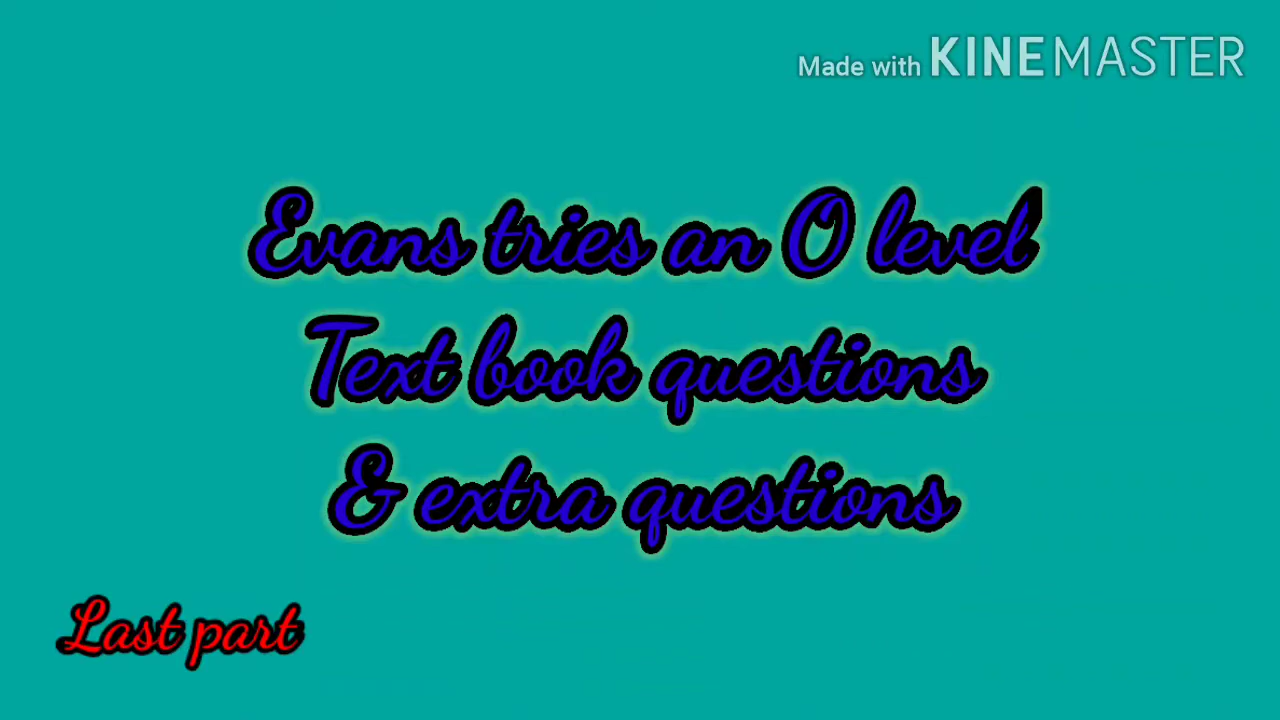 Made with KINEMASTER
Evans tries an O level
Text book questions
& extra questions
Last part